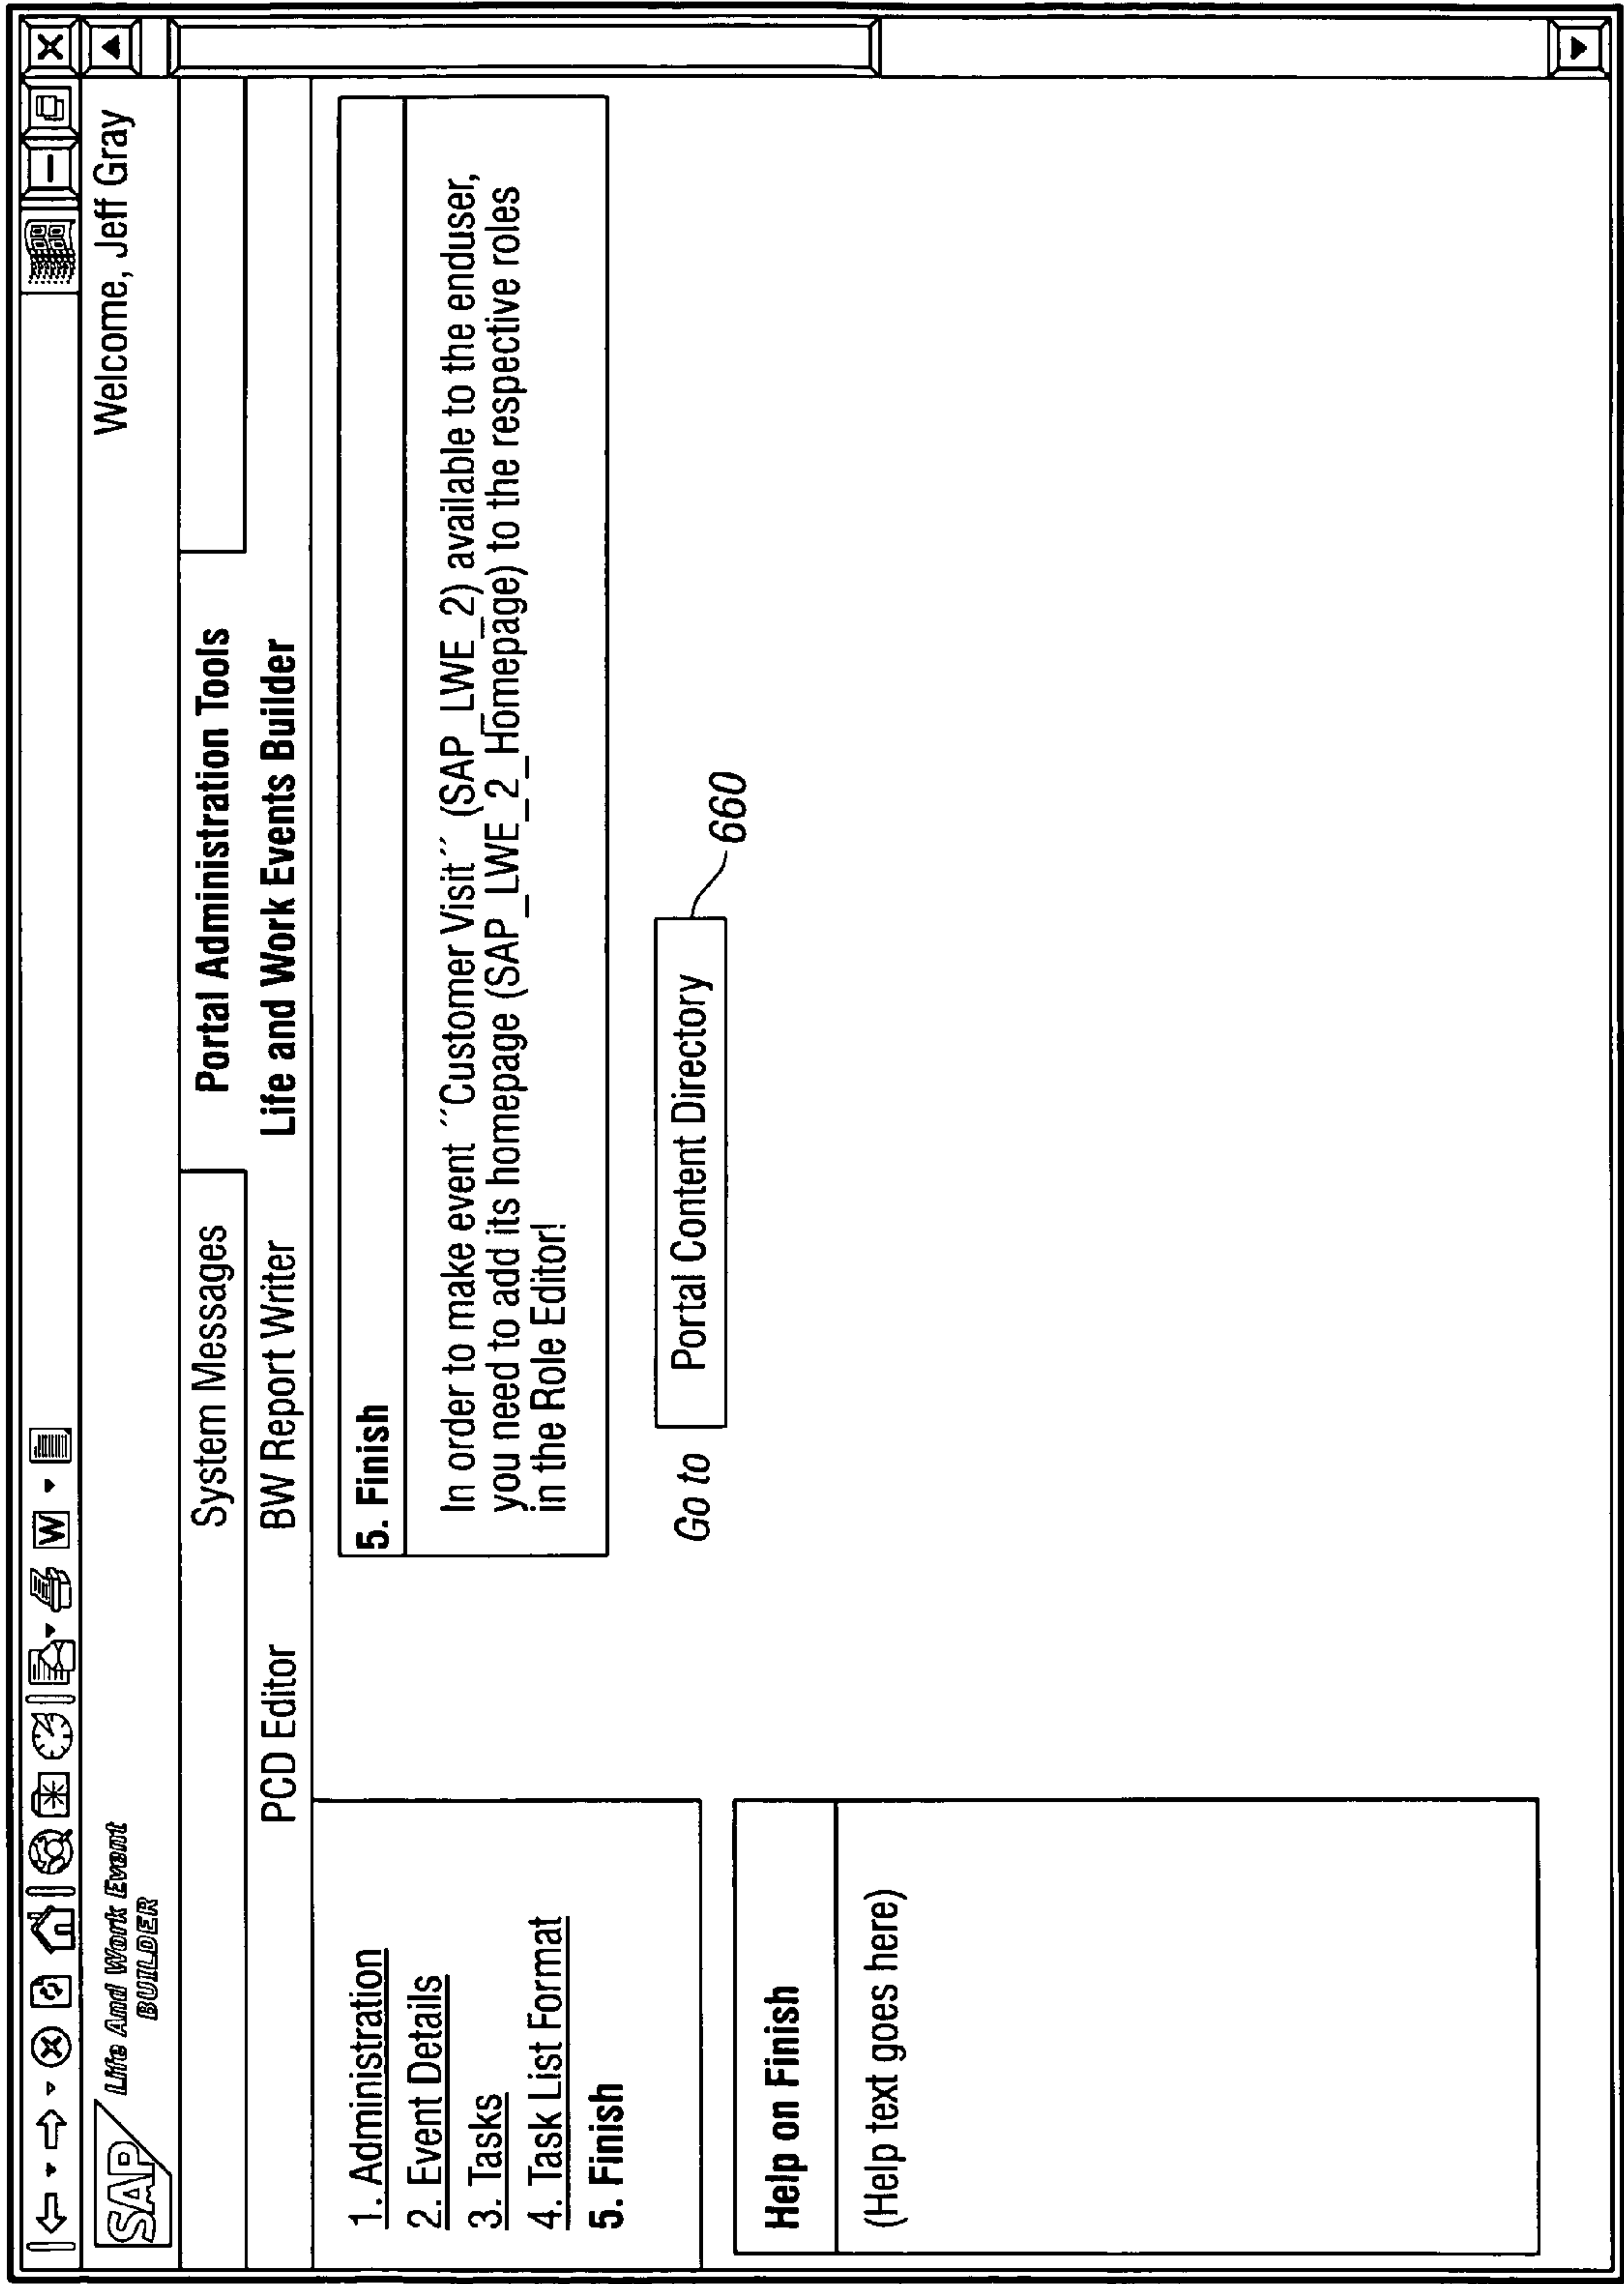 W
SAP
Life And Work Event
BUILDER
Welcome, Jeff Gray
System Messages
Portal Administration Tools
PCD Editor
BW Report Writer
Life and Work Events Builder
1. Administration
2. Event Details
3. Tasks
4. Task List Format
5. Finish
Help on Finish
(Help text goes here)
5. Finish
In order to make event ˝Customer Visit˝ (SAP_LWE_2) available to the enduser,
you need to add its homepage (SAP_LWE_2_Homepage) to the respective roles
in the Role Editor!
Go to
Portal Content Directory
660